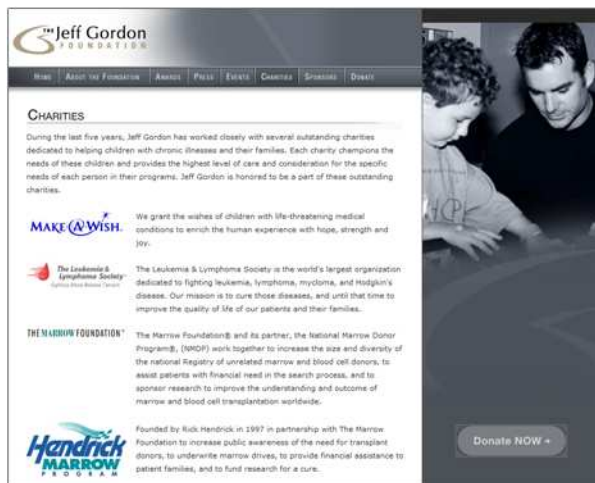 THE Jeff Gordon
FOUNDATION
HOME ABOUT THE FOUNDATION AWARDS PRESS EVENTS CHARITIES SPONSORS DONATE
CHARITIES
During the last five years, Jeff Gordon has worked closely with several outstanding charities
dedicated to helping children with chronic illnesses and their families. Each charity champions the
needs of these children and provides the highest level of care and consideration for the specific
needs of each person in their programs. Jeff Gordon is honored to be a part of these outstanding
charities.
MAKE A WISH.
We grant the wishes of children with life-threatening medical
conditions to enrich the human experience with hope, strength and
joy.
The Leukemia &
Lymphoma Society
The Leukemia & Lymphoma Society is the world's largest organization
dedicated to fighting leukemia, lymphoma, myeloma, and Hodgkin's
disease. Our mission is to cure those diseases, and until that time to
improve the quality of life of our patients and their families.
THE MARROW FOUNDATION
The Marrow Foundation® and its partner, the National Marrow Donor
Program®, (NMDP) work together to increase the size and diversity of
the national Registry of unrelated marrow and blood cell donors, to
assist patients with financial need in the search process, and to
sponsor research to improve the understanding and outcome of
marrow and blood cell transplantation worldwide.
Hendrick
MARROW
PROGRAM
Founded by Rick Hendrick in 1997 in partnership with The Marrow
Foundation to increase public awareness of the need for transplant
donors, to underwrite marrow drives, to provide financial assistance to
patient families, and to fund research for a cure.
Donate NOW